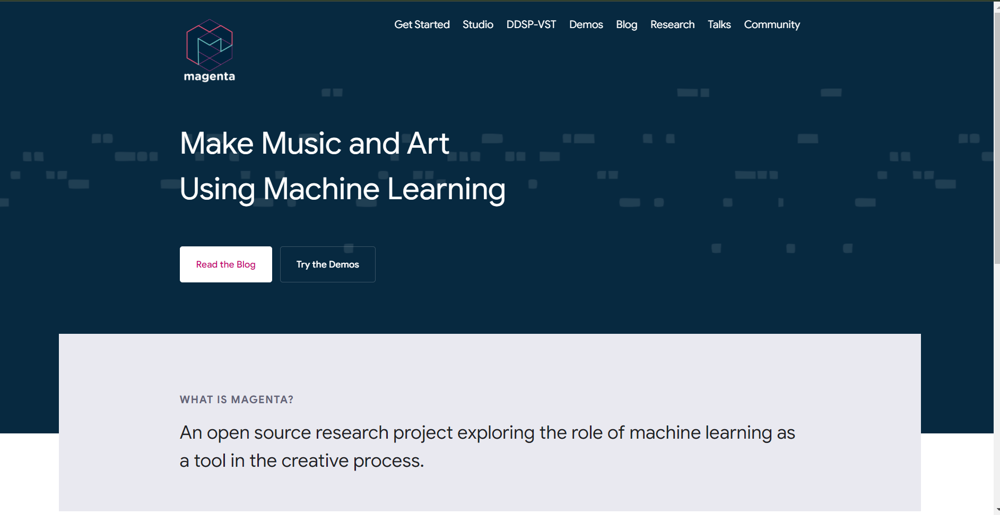 Get Started Studio DDSP-VST Demos Blog Research Talks Community
magenta
Make Music and Art
Using Machine Learning
Read the Blog Try the Demos
WHAT IS MAGENTA?
An open source research project exploring the role of machine learning as
a tool in the creative process.